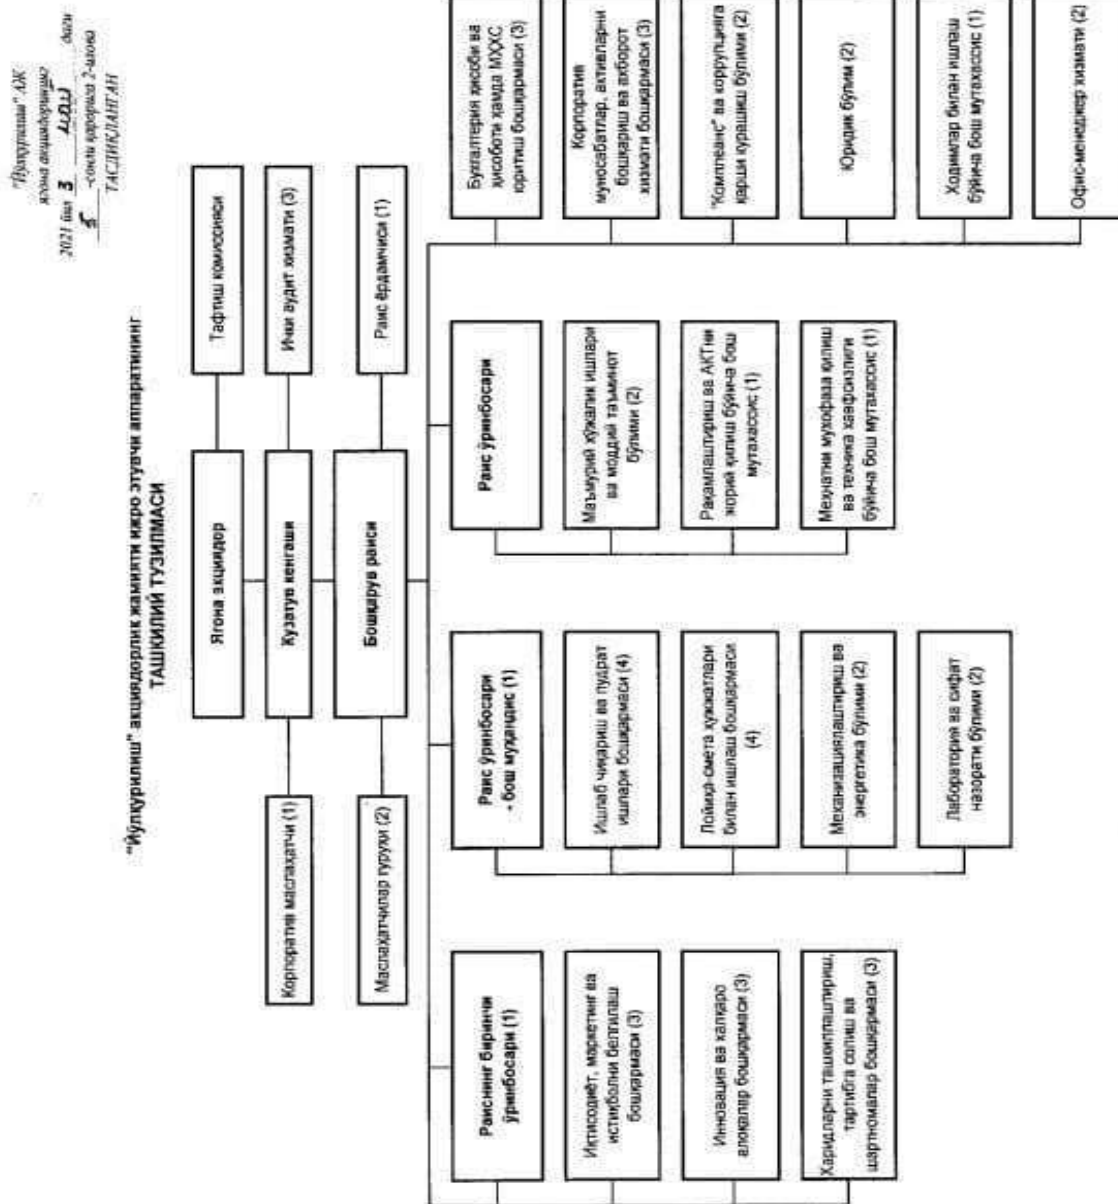 "Йўлқурилиш" АЖ
ягона акциядорининг
2021 йил 3 май даги
5 -сонли қарорига 2-илова
ТАСДИҚЛАНГАН
"Йўлқурилиш" акциядорлик жамияти ижро этувчи аппаратининг
ТАШКИЛИЙ ТУЗИЛМАСИ
Ягона акциядор
Тафтиш комиссияси
Корпоратив маслаҳатчи (1)
Кузатув кенгаши
Ички аудит хизмати (3)
Маслаҳатчилар гуруҳи (2)
Бошқарув раиси
Раис ёрдамчиси (1)
Раиснинг биринчи
ўринбосари (1)
Иқтисодиёт, маркетинг ва
истиқболни белгилаш
бошқармаси (3)
Инновация ва халқаро
алоқалар бошқармаси (3)
Харидларни ташкиллаштириш,
тартибга солиш ва
шартномалар бошқармаси (3)
Раис ўринбосари
- бош муҳандис (1)
Ишлаб чиқариш ва пудрат
ишлари бошқармаси (4)
Лойиҳа-смета ҳужжатлари
билан ишлаш бошқармаси
(4)
Механизациялаштириш ва
энергетика бўлими (2)
Лаборатория ва сифат
назорати бўлими (2)
Раис ўринбосари
Маъмурий хўжалик ишлари
ва моддий таъминот
бўлими (2)
Рақамлаштириш ва АКТни
жорий қилиш бўйича бош
мутахассис (1)
Меҳнатни муҳофаза қилиш
ва техника хавфсизлиги
бўйича бош мутахассис (1)
Бухгалтерия ҳисоби ва
ҳисоботи ҳамда МҲХС
юритиш бошқармаси (3)
Корпоратив
муносабатлар, активларни
бошқариш ва ахборот
хизмати бошқармаси (3)
"Комплеанс" ва коррупцияга
қарши курашиш бўлими (2)
Юридик бўлим (2)
Ходимлар билан ишлаш
бўйича бош мутахассис (1)
Офис-менеджер хизмати (2)